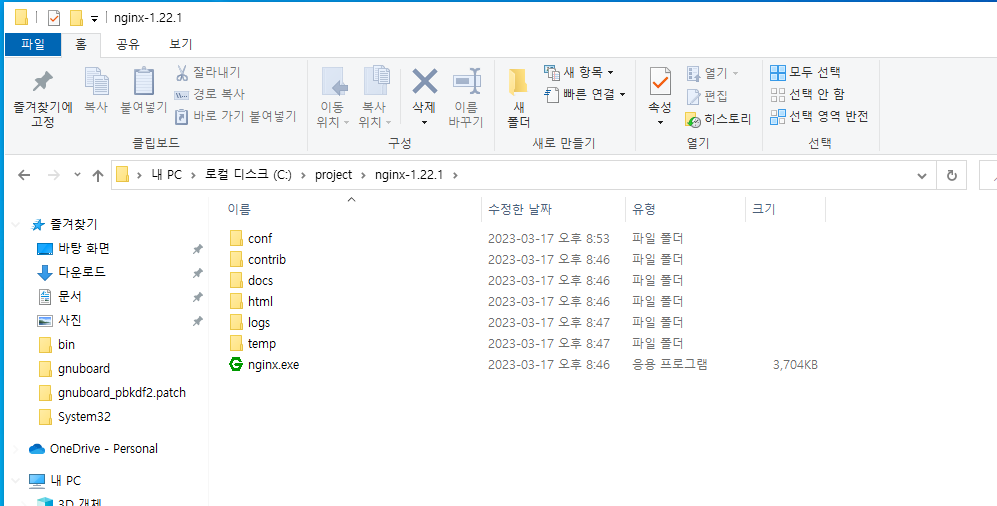 nginx-1.22.1
파일 홈 공유 보기
즐겨찾기에 고정
복사
붙여넣기
잘라내기
경로 복사
바로 가기 붙여넣기
클립보드
이동 위치
복사 위치
삭제
이름 바꾸기
구성
새 폴더
새 항목
빠른 연결
새로 만들기
속성
열기
편집
히스토리
열기
모두 선택
선택 안 함
선택 영역 반전
선택
내 PC > 로컬 디스크 (C:) > project > nginx-1.22.1 >
즐겨찾기
바탕 화면
다운로드
문서
사진
bin
gnuboard
gnuboard_pbkdf2.patch
System32
OneDrive - Personal
내 PC
3D 개체
이름 수정한 날짜 유형 크기
conf 2023-03-17 오후 8:53 파일 폴더
contrib 2023-03-17 오후 8:46 파일 폴더
docs 2023-03-17 오후 8:46 파일 폴더
html 2023-03-17 오후 8:46 파일 폴더
logs 2023-03-17 오후 8:47 파일 폴더
temp 2023-03-17 오후 8:47 파일 폴더
nginx.exe 2023-03-17 오후 8:46 응용 프로그램 3,704KB